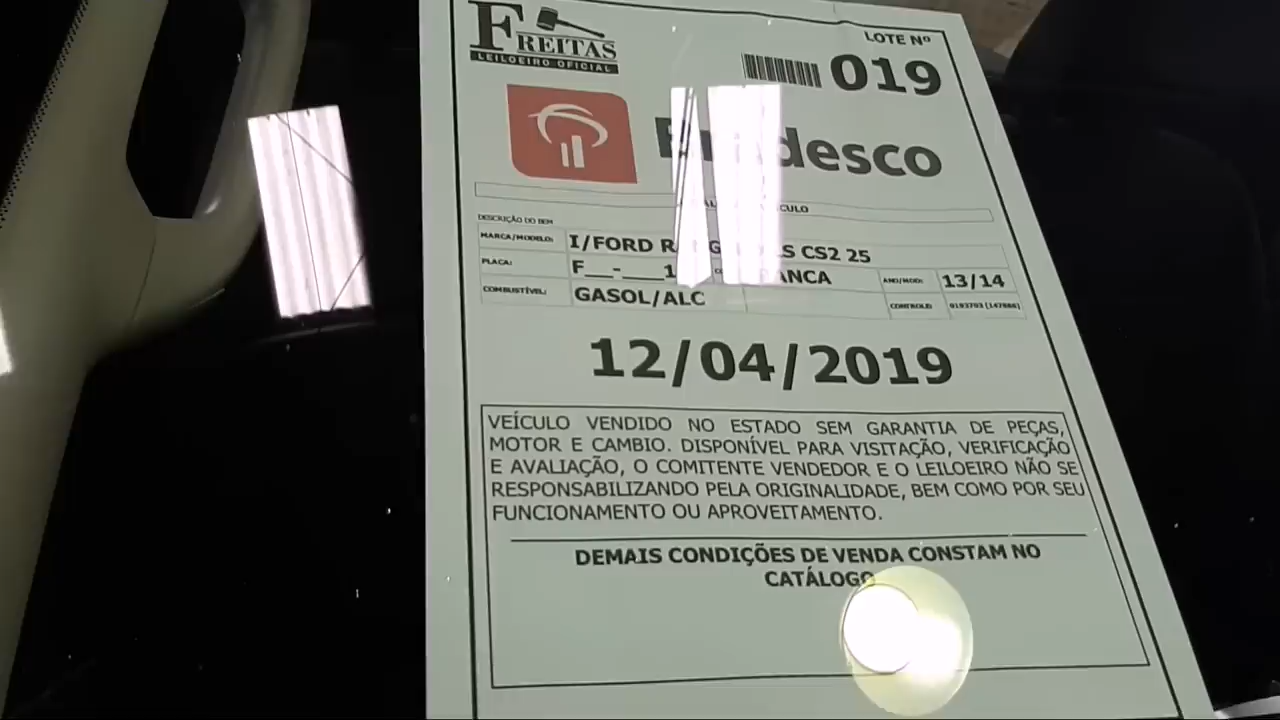 FREITAS
LEILOEIRO OFICIAL
LOTE Nº
019
desco
CULO
DESCRIÇÃO DO BEM
MARCA/MODELO: I/FORD CS2 25
PLACA: F__-___1 ANO/MOD: 13/14
COMBUSTÍVEL: GASOL/ALC CONTROLE:
12/04/2019
VEÍCULO VENDIDO NO ESTADO SEM GARANTIA DE PEÇAS,
MOTOR E CAMBIO. DISPONÍVEL PARA VISITAÇÃO, VERIFICAÇÃO
E AVALIAÇÃO, O COMITENTE VENDEDOR E O LEILOEIRO NÃO SE
RESPONSABILIZANDO PELA ORIGINALIDADE, BEM COMO POR SEU
FUNCIONAMENTO OU APROVEITAMENTO.
DEMAIS CONDIÇÕES DE VENDA CONSTAM NO
CATÁLOGO